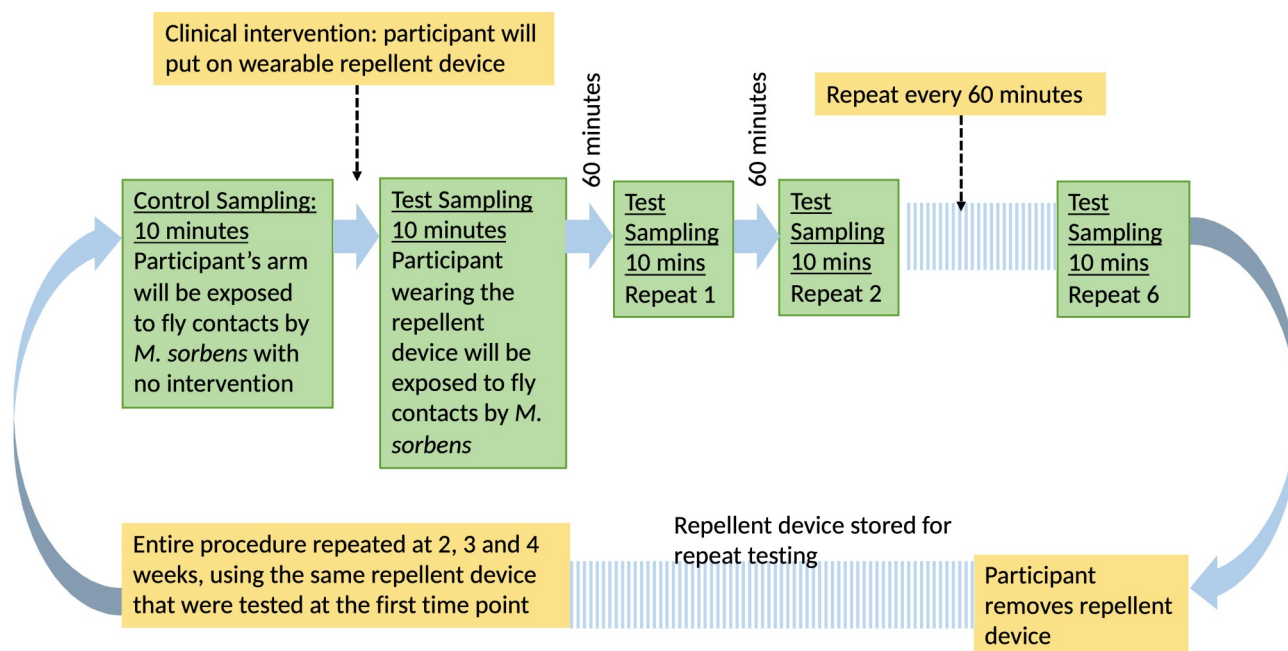 Clinical intervention: participant will
put on wearable repellent device
60 minutes
60 minutes
Repeat every 60 minutes
Control Sampling:
10 minutes
Participant’s arm
will be exposed
to fly contacts by
M. sorbens with
no intervention
Test Sampling
10 minutes
Participant
wearing the
repellent
device will be
exposed to fly
contacts by M.
sorbens
Test
Sampling
10 mins
Repeat 1
Test
Sampling
10 mins
Repeat 2
Test
Sampling
10 mins
Repeat 6
Entire procedure repeated at 2, 3 and 4
weeks, using the same repellent device
that were tested at the first time point
Repellent device stored for
repeat testing
Participant
removes repellent
device